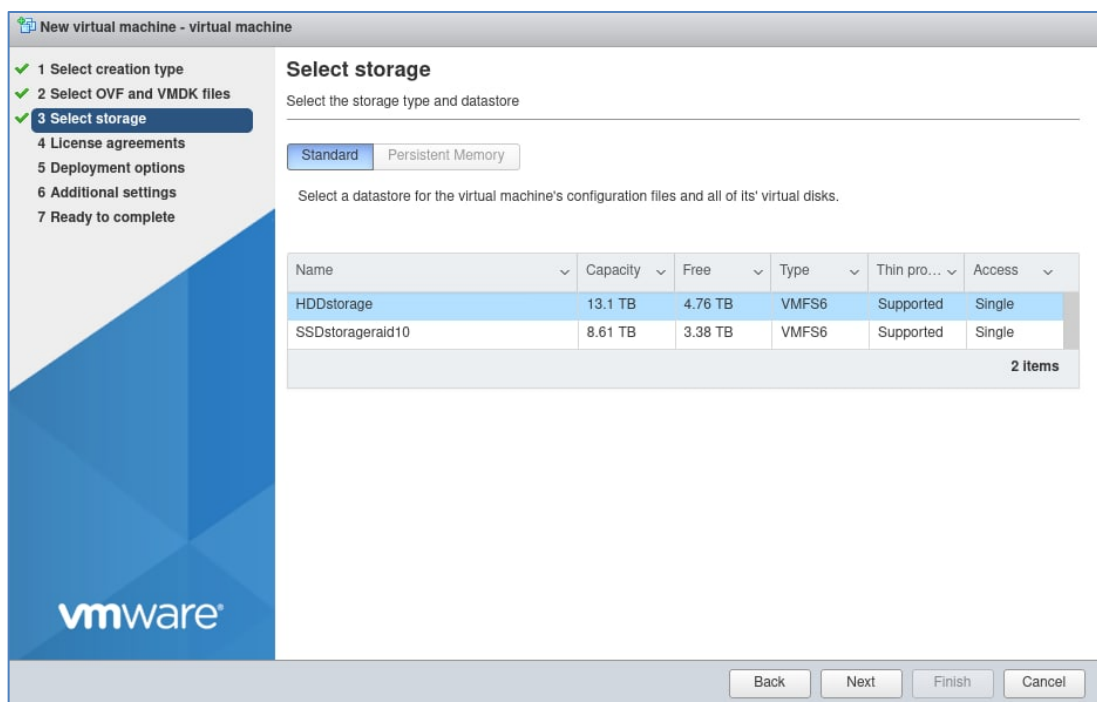 New virtual machine - virtual machine
1 Select creation type
2 Select OVF and VMDK files
3 Select storage
4 License agreements
5 Deployment options
6 Additional settings
7 Ready to complete
Select storage
Select the storage type and datastore
Standard Persistent Memory
Select a datastore for the virtual machine's configuration files and all of its' virtual disks.
Name Capacity Free Type Thin pro... Access
HDDstorage 13.1 TB 4.76 TB VMFS6 Supported Single
SSDstorageraid10 8.61 TB 3.38 TB VMFS6 Supported Single
2 items
vmware®
Back Next Finish Cancel